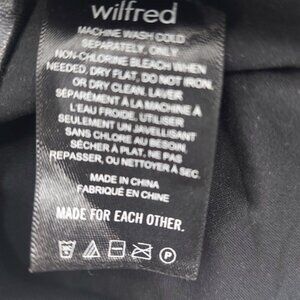 wilfred
MACHINE WASH COLD
SEPARATELY, ONLY
NON-CHLORINE BLEACH WHEN
NEEDED, DRY FLAT, DO NOT IRON,
OR DRY CLEAN, LAVER
SÉPARÉMENT À LA MACHINE À
L'EAU FROIDE, UTILISER
SEULEMENT UN JAVELLISANT
SANS CHLORE AU BESOIN
SÉCHER À PLAT, NE PAS
REPASSER, OU NETTOYER À SEC.
MADE IN CHINA
FABRIQUÉ EN CHINE
MADE FOR EACH OTHER.
P